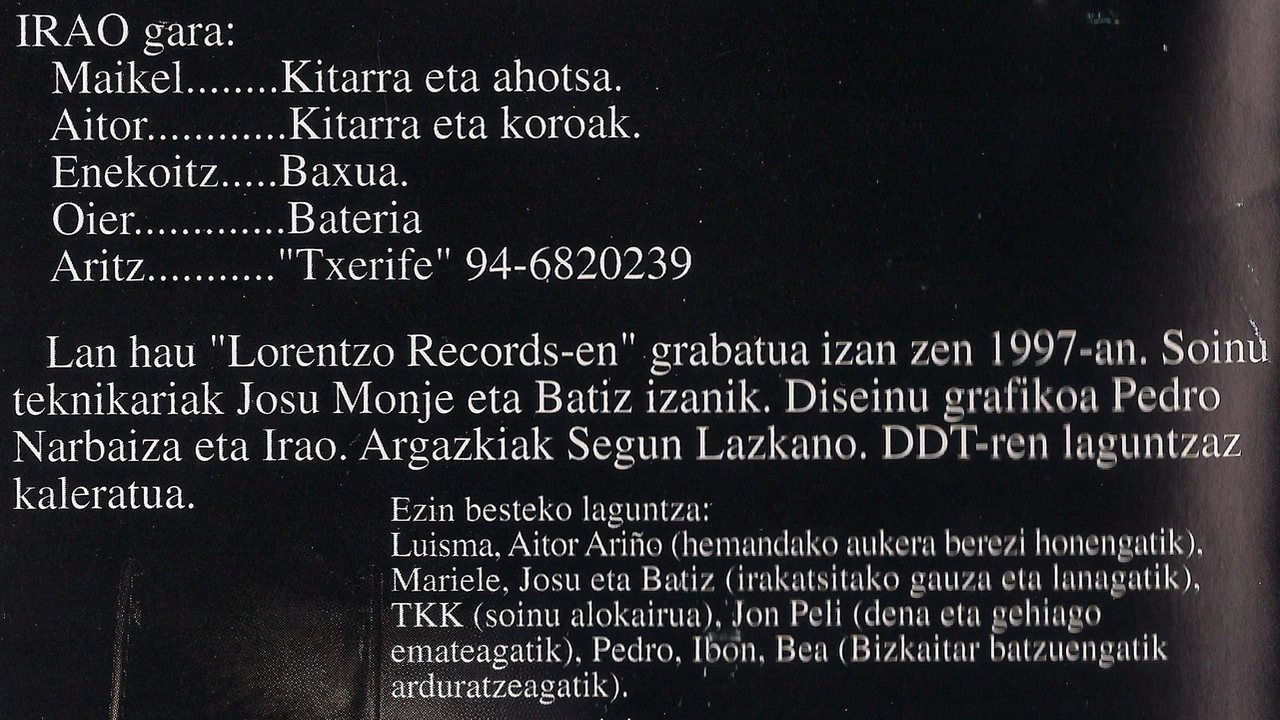 IRAO gara:
Maikel........Kitarra eta ahotsa.
Aitor............Kitarra eta koroak.
Enekoitz.....Baxua.
Oier.............Bateria
Aritz..........."Txerife" 94-6820239
Lan hau "Lorentzo Records-en" grabatua izan zen 1997-an. Soinu
teknikariak Josu Monje eta Batiz izanik. Diseinu grafikoa Pedro
Narbaiza eta Irao. Argazkiak Segun Lazkano. DDT-ren laguntzaz
kaleratua.
Ezin besteko laguntza:
Luisma, Aitor Ariño (hemandako aukera berezi honengatik),
Mariele, Josu eta Batiz (irakatsitako gauza eta lanagatik),
TKK (soinu alokairua), Jon Peli (dena eta gehiago
emateagatik), Pedro, Ibon, Bea (Bizkaitar batzuengatik
arduratzeagatik).